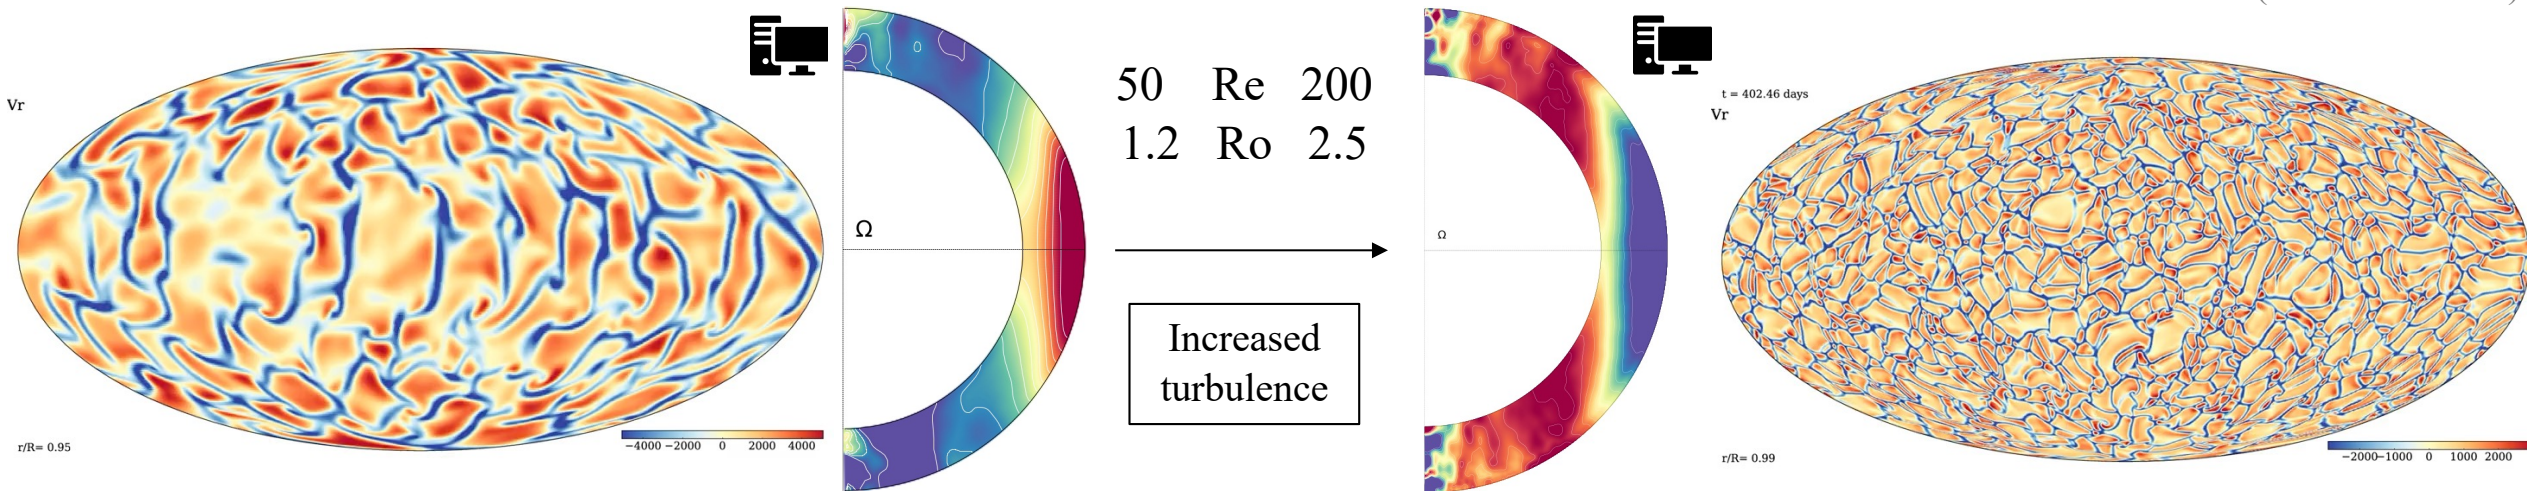 Vr
r/R= 0.95
−4000 −2000 0 2000 4000
Ω
50 Re 200
1.2 Ro 2.5
Increased
turbulence
Ω
t = 402.46 days
Vr
r/R= 0.99
−2000−1000 0 1000 2000